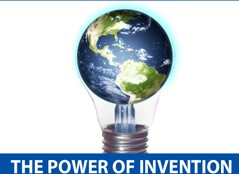 THE POWER OF INVENTION